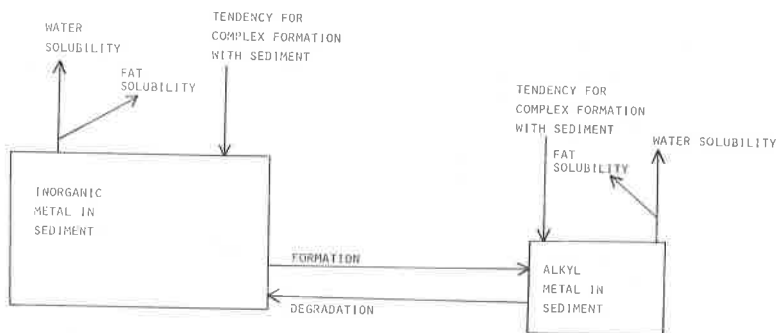 WATER
SOLUBILITY
FAT
SOLUBILITY
TENDENCY FOR
COMPLEX FORMATION
WITH SEDIMENT
INORGANIC
METAL IN
SEDIMENT
FORMATION
DEGRADATION
TENDENCY FOR
COMPLEX FORMATION
WITH SEDIMENT
FAT
SOLUBILITY
WATER SOLUBILITY
ALKYL
METAL IN
SEDIMENT